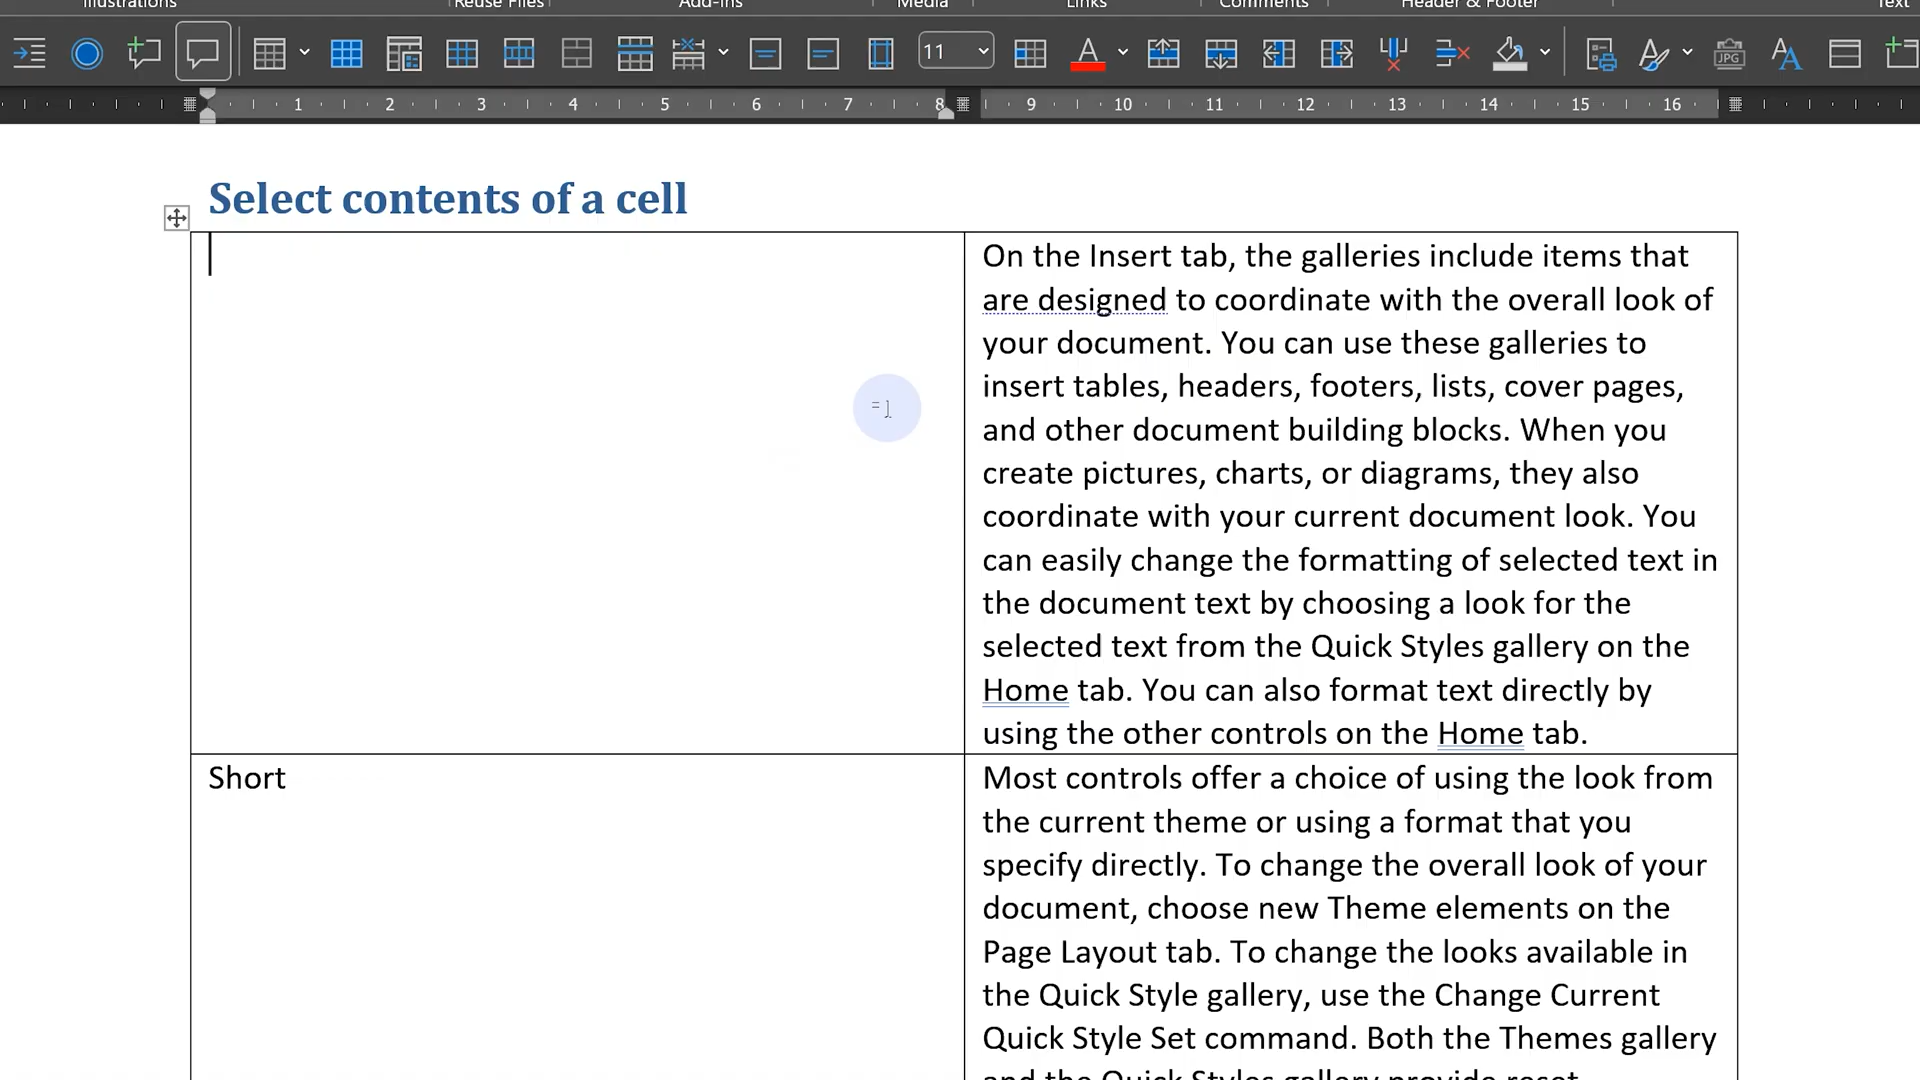 Illustrations
Reuse Files
Add-ins
Media
Links
Comments
Header & Footer
Text
11
JPG
1 2 3 4 5 6 7 8 9 10 11 12 13 14 15 16
Select contents of a cell
On the Insert tab, the galleries include items that
are designed to coordinate with the overall look of
your document. You can use these galleries to
insert tables, headers, footers, lists, cover pages,
and other document building blocks. When you
create pictures, charts, or diagrams, they also
coordinate with your current document look. You
can easily change the formatting of selected text in
the document text by choosing a look for the
selected text from the Quick Styles gallery on the
Home tab. You can also format text directly by
using the other controls on the Home tab.
Short
Most controls offer a choice of using the look from
the current theme or using a format that you
specify directly. To change the overall look of your
document, choose new Theme elements on the
Page Layout tab. To change the looks available in
the Quick Style gallery, use the Change Current
Quick Style Set command. Both the Themes gallery
and the Quick Styles gallery provide reset